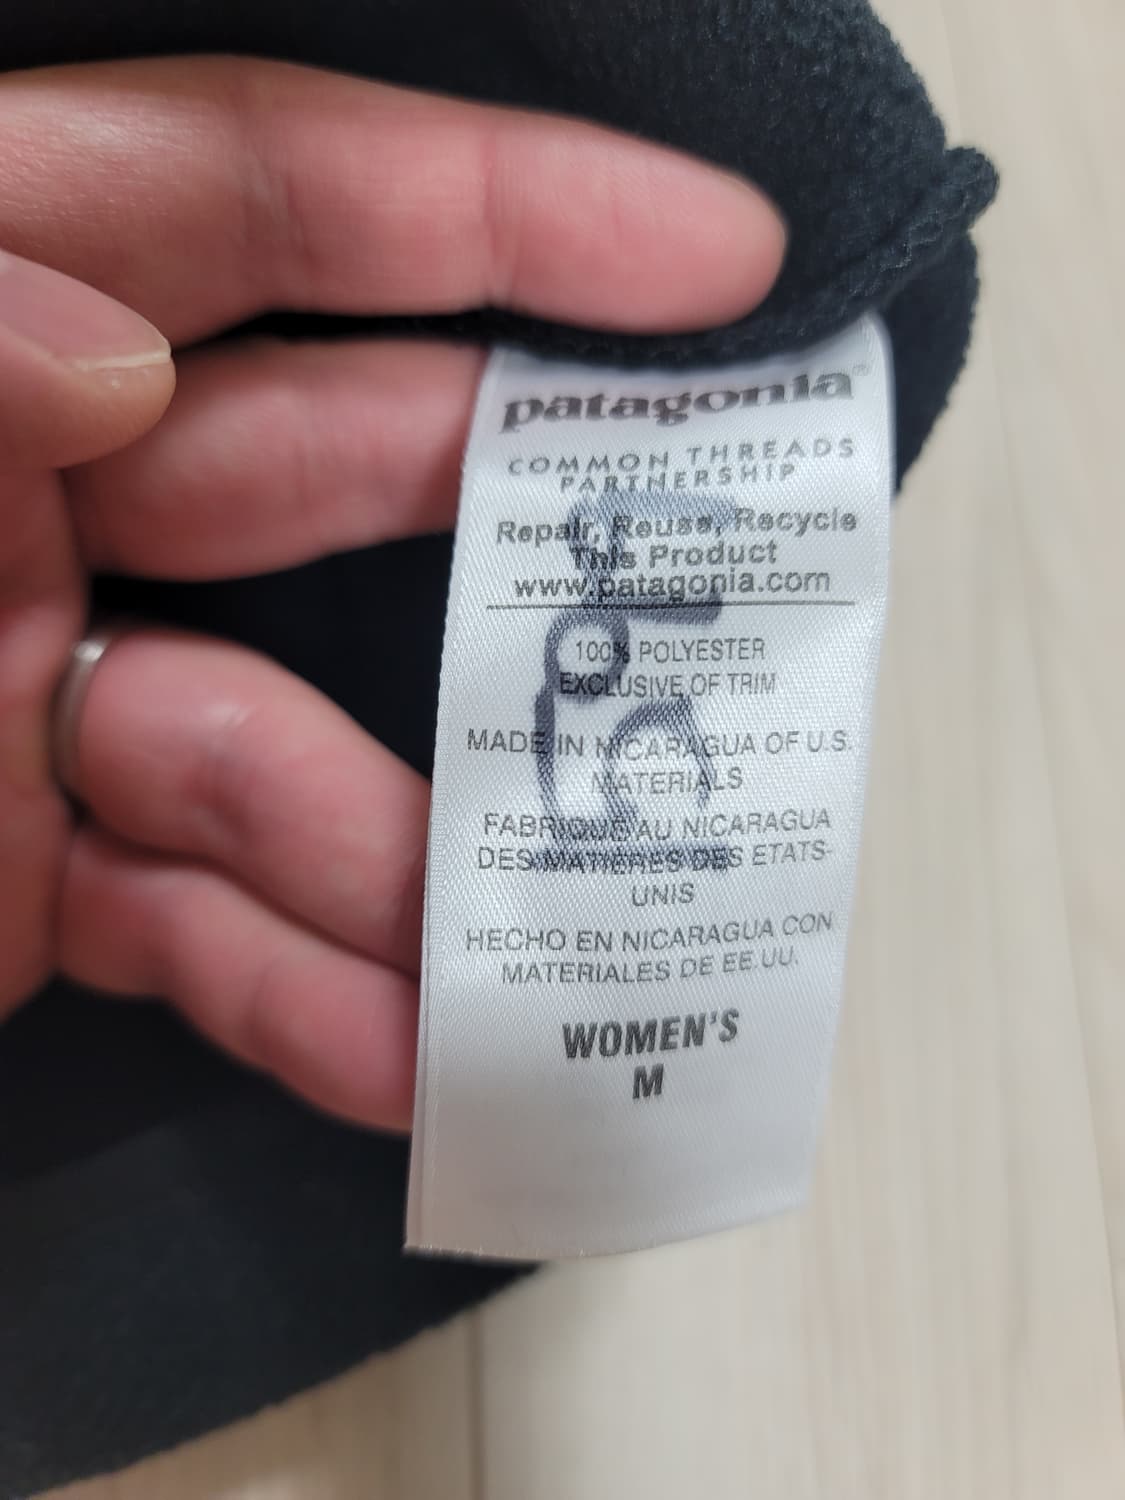 patagonia®
COMMON THREADS
PARTNERSHIP
Repair, Reuse, Recycle
This Product
www.patagonia.com
100% POLYESTER
EXCLUSIVE OF TRIM
MADE IN NICARAGUA OF U.S.
MATERIALS
FABRIQUE AU NICARAGUA
DES MATIERES DES ETATS-
UNIS
HECHO EN NICARAGUA CON
MATERIALES DE EE.UU.
WOMEN'S
M